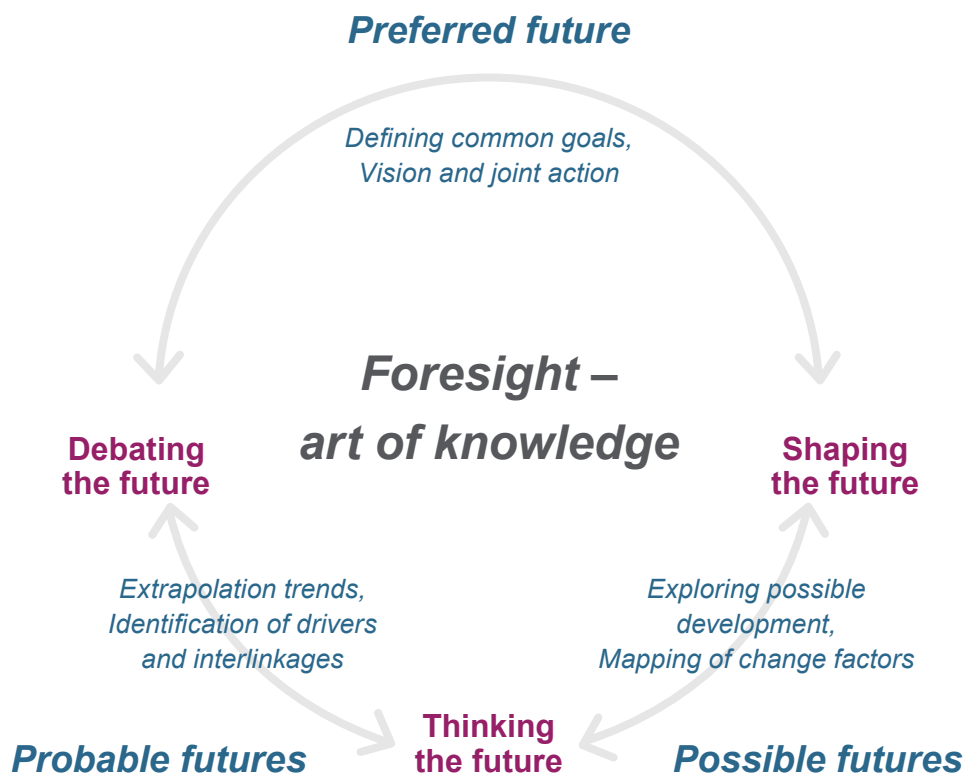 Preferred future
Defining common goals,
Vision and joint action
Foresight –
art of knowledge
Debating
the future
Shaping
the future
Extrapolation trends,
Identification of drivers
and interlinkages
Exploring possible
development,
Mapping of change factors
Thinking
the future
Probable futures
Possible futures